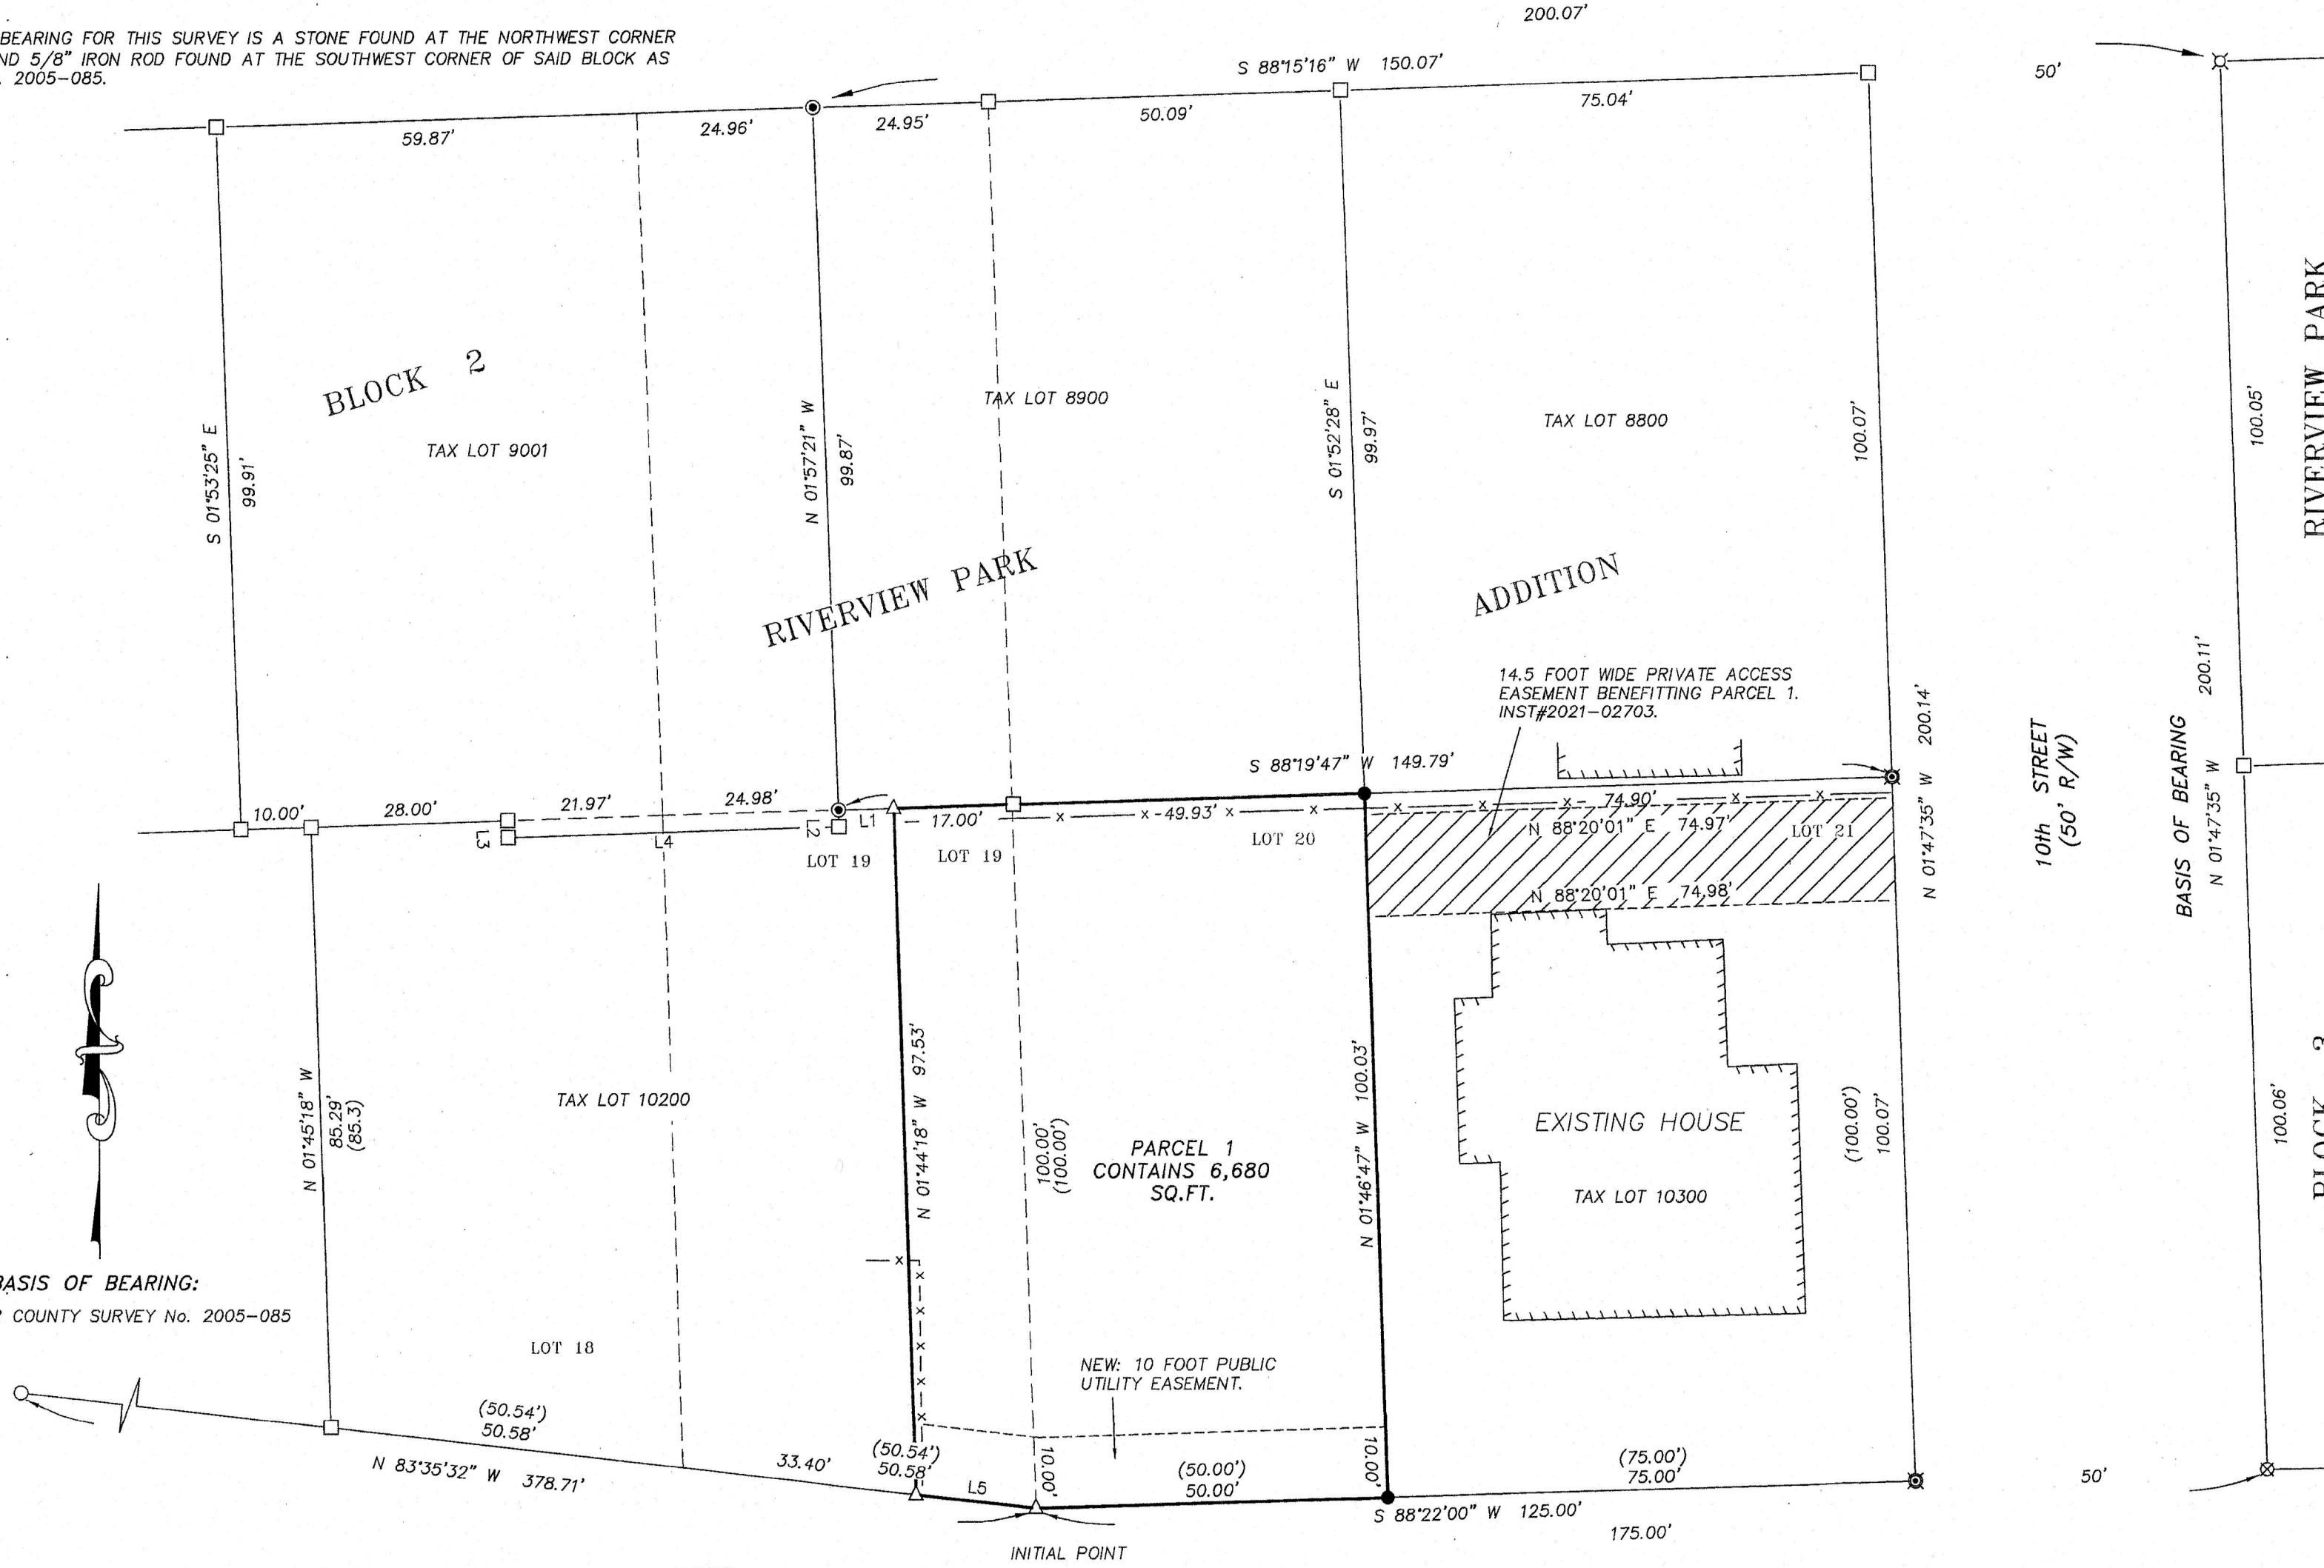 200.07'
BEARING FOR THIS SURVEY IS A STONE FOUND AT THE NORTHWEST CORNER
ND 5/8" IRON ROD FOUND AT THE SOUTHWEST CORNER OF SAID BLOCK AS
. 2005-085.
S 88°15'16" W 150.07'
50'
59.87'
24.96'
24.95'
50.09'
75.04'
BLOCK 2
TAX LOT 9001
TAX LOT 8900
TAX LOT 8800
S 01°53'25" E
99.91'
N 01°57'21" W
99.87'
S 01°52'28" E
99.97'
100.07'
100.05'
RIVERVIEW PARK
RIVERVIEW PARK
ADDITION
14.5 FOOT WIDE PRIVATE ACCESS
EASEMENT BENEFITTING PARCEL 1.
INST#2021-02703.
S 88°19'47" W 149.79'
N 01°47'35" W 200.14'
10th STREET
(50' R/W)
BASIS OF BEARING
N 01°47'35" W 200.11'
10.00'
28.00'
21.97'
24.98'
L3
L4
L2
L1
17.00'
x
x
49.93'
x
x
x
x
x
74.90'
x
x
LOT 19
LOT 19
LOT 20
N 88°20'01" E 74.97'
LOT 21
N 88°20'01" E 74.98'
N 01°45'18" W
85.29'
(85.3)
TAX LOT 10200
N 01°44'18" W 97.53'
100.00'
(100.00')
PARCEL 1
CONTAINS 6,680
SQ.FT.
N 01°46'47" W 100.03'
EXISTING HOUSE
TAX LOT 10300
(100.00')
100.07'
100.06'
BLOCK 3
BASIS OF BEARING:
COUNTY SURVEY No. 2005-085
x
x
x
x
x
x
LOT 18
NEW: 10 FOOT PUBLIC
UTILITY EASEMENT.
(50.54')
50.58'
N 83°35'32" W 378.71'
33.40'
(50.54')
50.58'
L5
10.00'
(50.00')
50.00'
10.00'
(75.00')
75.00'
S 88°22'00" W 125.00'
175.00'
50'
INITIAL POINT